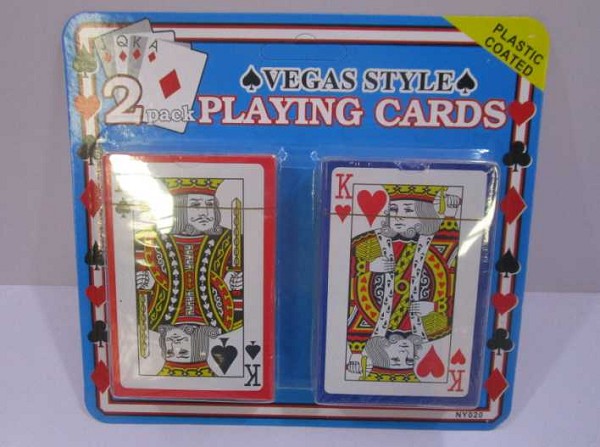 J Q K A
PLASTIC
COATED
VEGAS STYLE
2 pack PLAYING CARDS
K
K
K
K
NY020